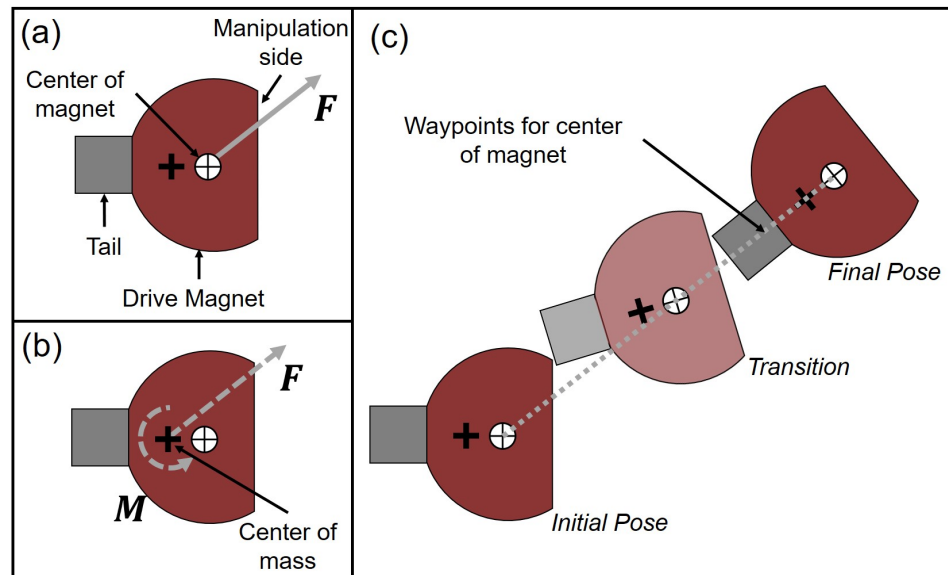 (a)
Manipulation
side
Center of
magnet
F
Tail
Drive Magnet
(b)
F
M
Center of
mass
(c)
Waypoints for center
of magnet
Final Pose
Transition
Initial Pose